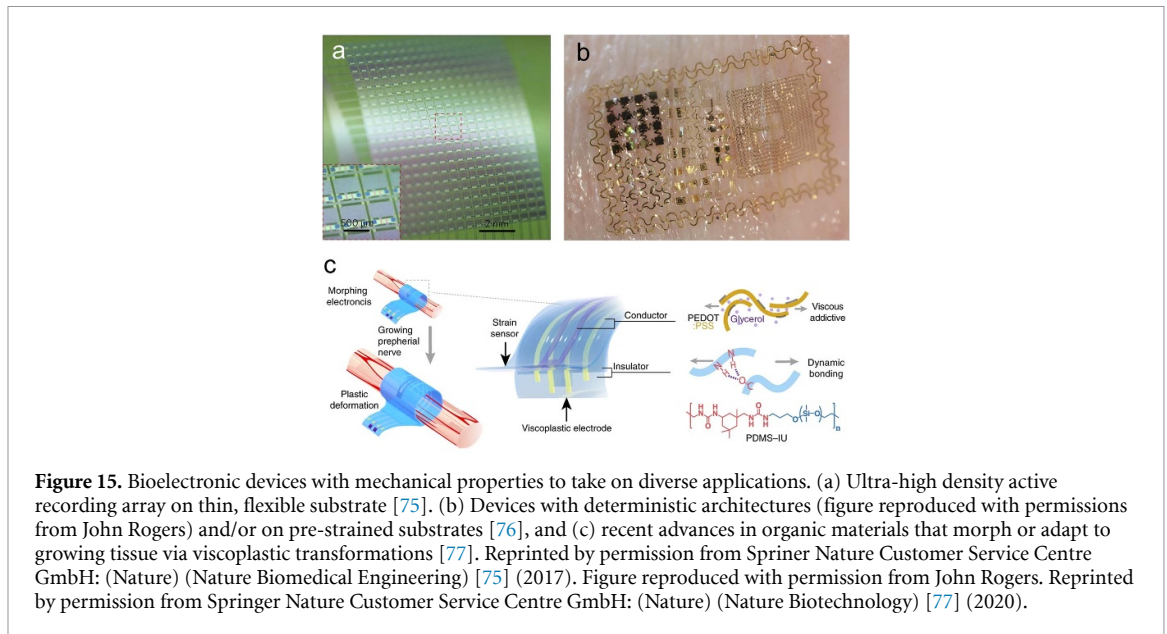 a
b
500 μm
2 mm
c
Morphing
electroncis
Growing
prepherial
nerve
Plastic
deformation
Strain
sensor
Conductor
Insulator
Viscoplastic electrode
PEDOT
:PSS
Glycerol
Viscous
addictive
N
H
N
H
O
C
Dynamic
bonding
H
N
H
N
O
H
N
H
N
O
O
Si–O
n
PDMS–IU
Figure 15. Bioelectronic devices with mechanical properties to take on diverse applications. (a) Ultra-high density active
recording array on thin, flexible substrate [75]. (b) Devices with deterministic architectures (figure reproduced with permissions
from John Rogers) and/or on pre-strained substrates [76], and (c) recent advances in organic materials that morph or adapt to
growing tissue via viscoplastic transformations [77]. Reprinted by permission from Spriner Nature Customer Service Centre
GmbH: (Nature) (Nature Biomedical Engineering) [75] (2017). Figure reproduced with permission from John Rogers. Reprinted
by permission from Springer Nature Customer Service Centre GmbH: (Nature) (Nature Biotechnology) [77] (2020).